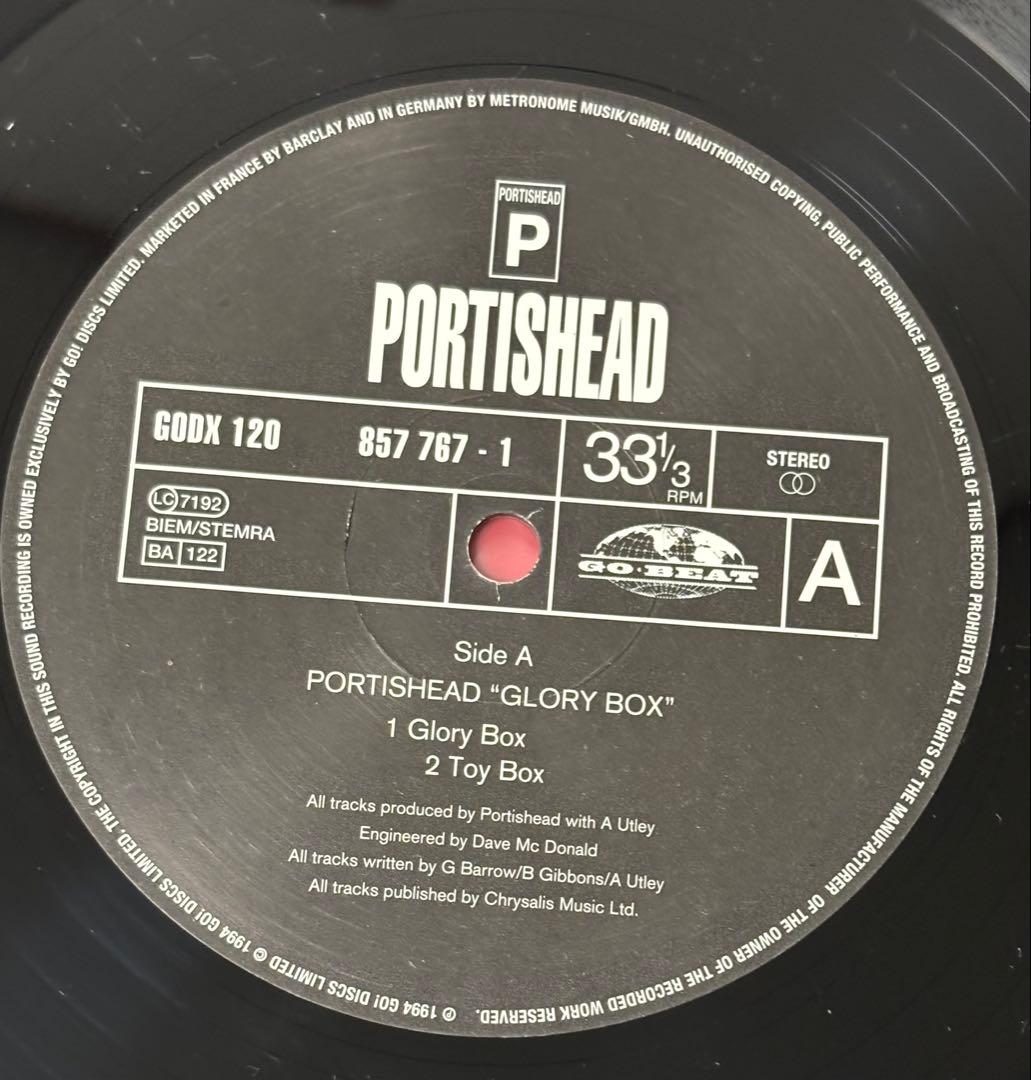 PORTISHEAD
P
PORTISHEAD
GODX 120 857 767 - 1
33 1/3 RPM
STEREO
LC 7192
BIEM/STEMRA
BA 122
GO·BEAT
A
Side A
PORTISHEAD “GLORY BOX”
1 Glory Box
2 Toy Box
All tracks produced by Portishead with A Utley
Engineered by Dave Mc Donald
All tracks written by G Barrow/B Gibbons/A Utley
All tracks published by Chrysalis Music Ltd.
℗ 1994 GO! DISCS LIMITED © 1994 GO! DISCS LIMITED. THE COPYRIGHT IN THIS SOUND RECORDING IS OWNED EXCLUSIVELY BY GO! DISCS LIMITED. MARKETED IN FRANCE BY BARCLAY AND IN GERMANY BY METRONOME MUSIK/GMBH. UNAUTHORISED COPYING, PUBLIC PERFORMANCE AND BROADCASTING OF THIS RECORD PROHIBITED. ALL RIGHTS OF THE MANUFACTURER OF THE OWNER OF THE RECORDED WORK RESERVED.